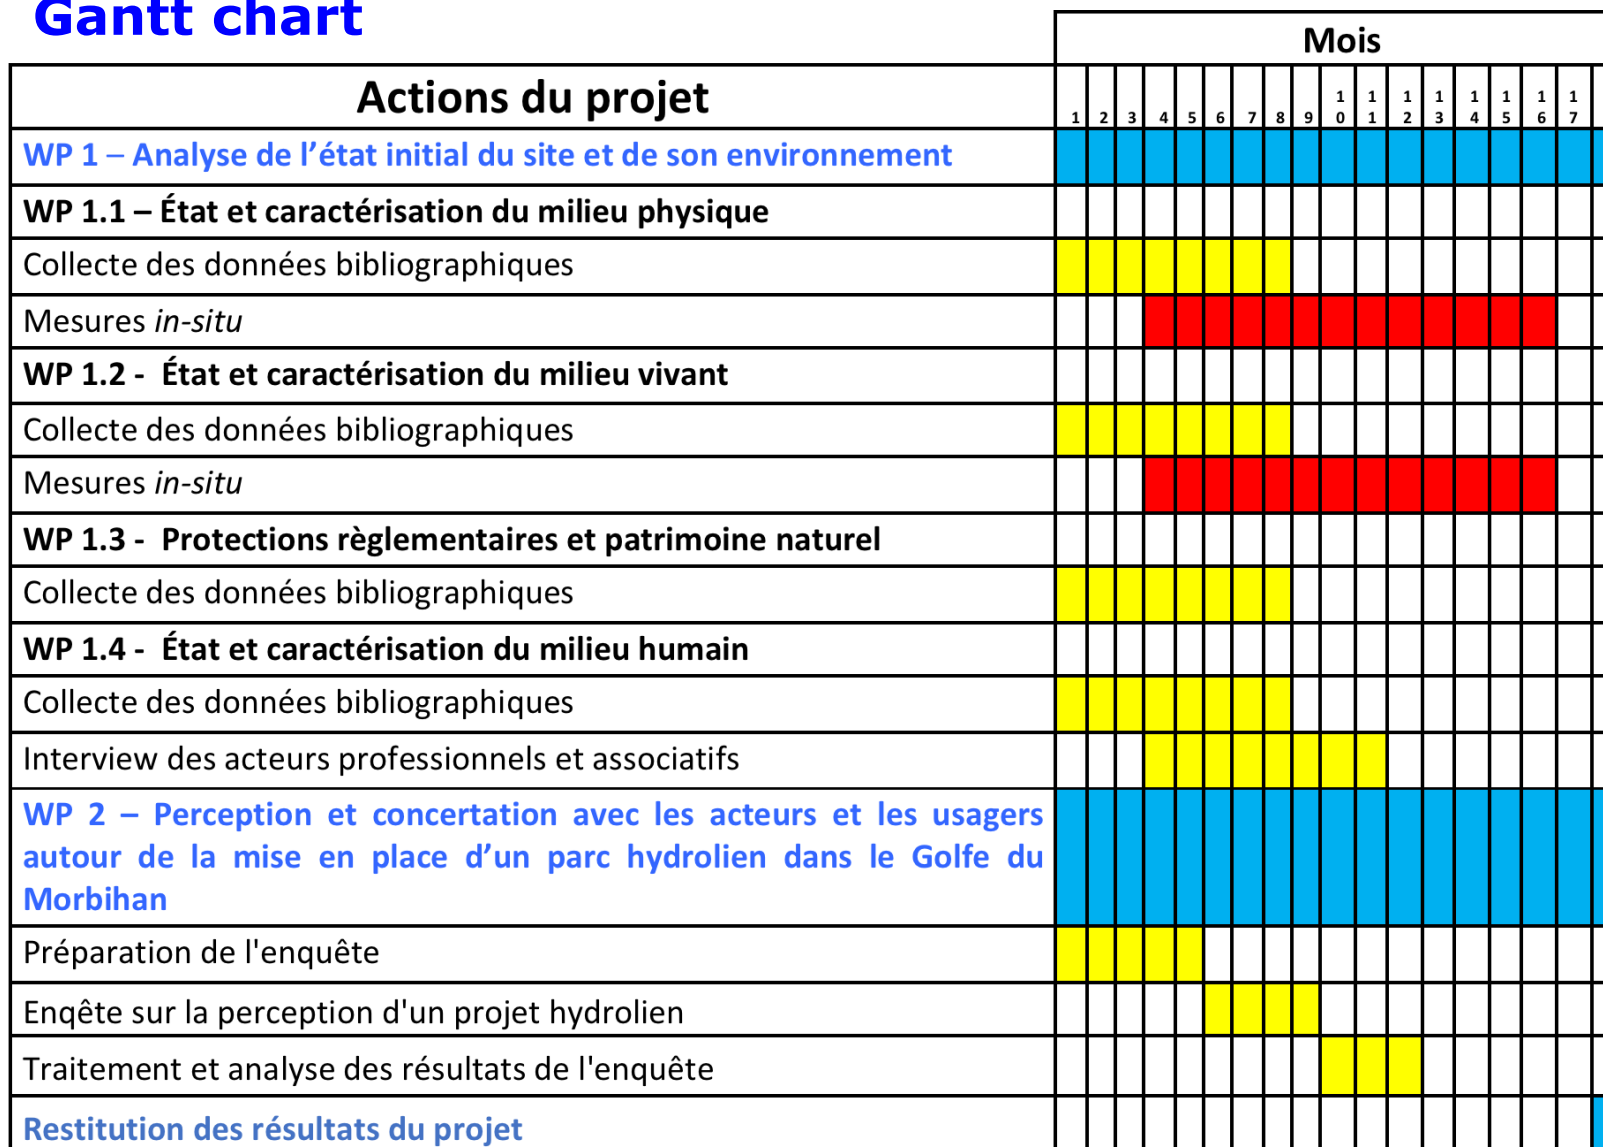 Gantt chart
Mois
Actions du projet
1 2 3 4 5 6 7 8 9 10 11 12 13 14 15 16 17
WP 1 – Analyse de l’état initial du site et de son environnement
WP 1.1 – État et caractérisation du milieu physique
Collecte des données bibliographiques
Mesures in-situ
WP 1.2 - État et caractérisation du milieu vivant
Collecte des données bibliographiques
Mesures in-situ
WP 1.3 - Protections règlementaires et patrimoine naturel
Collecte des données bibliographiques
WP 1.4 - État et caractérisation du milieu humain
Collecte des données bibliographiques
Interview des acteurs professionnels et associatifs
WP 2 – Perception et concertation avec les acteurs et les usagers
autour de la mise en place d’un parc hydrolien dans le Golfe du
Morbihan
Préparation de l'enquête
Enqête sur la perception d'un projet hydrolien
Traitement et analyse des résultats de l'enquête
Restitution des résultats du projet